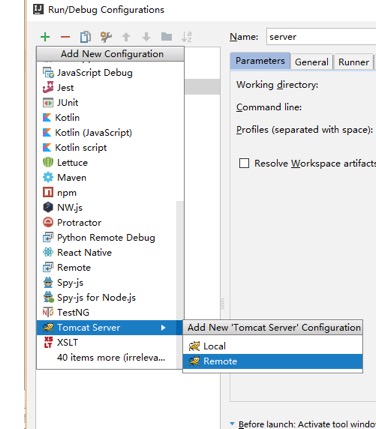 Run/Debug Configurations
Name: server
Add New Configuration
JavaScript Debug
Jest
JUnit
Kotlin
Kotlin (JavaScript)
Kotlin script
Lettuce
Maven
npm
NW.js
Protractor
Python Remote Debug
React Native
Remote
Spy-js
Spy-js for Node.js
TestNG
Tomcat Server
XSLT
40 items more (irreleva...
Parameters General Runner
Working directory:
Command line:
Profiles (separated with space):
Resolve Workspace artifacts
Add New 'Tomcat Server' Configuration
Local
Remote
Before launch: Activate tool window